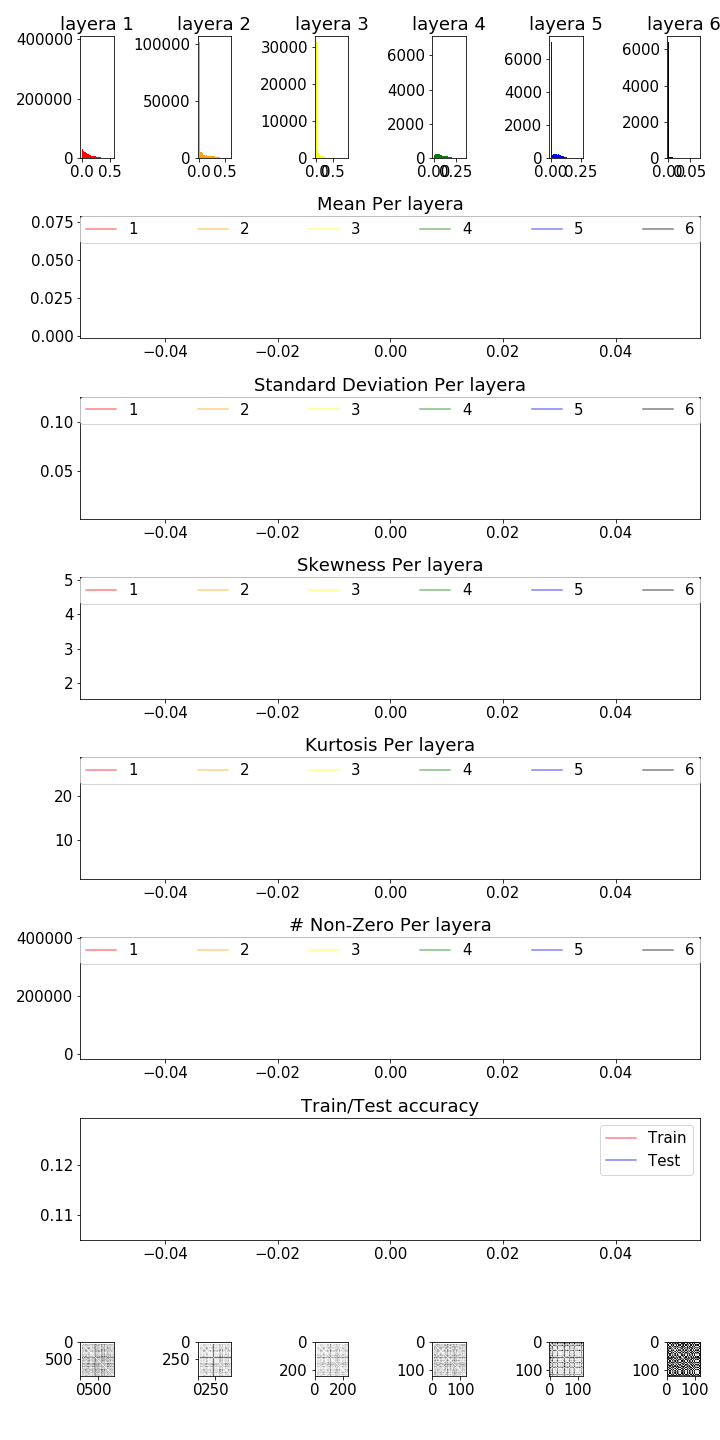 layera 1 layera 2 layera 3 layera 4 layera 5 layera 6
400000 200000 0 0.0 0.5
100000 50000 0 0.0 0.5
30000 20000 10000 0 0.0 0.5
6000 4000 2000 0 0.00 0.25
6000 4000 2000 0 0.00 0.25
6000 4000 2000 0 0.00 0.05
Mean Per layera
1 2 3 4 5 6
0.075
0.050
0.025
0.000
−0.04 −0.02 0.00 0.02 0.04
Standard Deviation Per layera
1 2 3 4 5 6
0.10
0.05
−0.04 −0.02 0.00 0.02 0.04
Skewness Per layera
5
1 2 3 4 5 6
4
3
2
−0.04 −0.02 0.00 0.02 0.04
Kurtosis Per layera
1 2 3 4 5 6
20
10
−0.04 −0.02 0.00 0.02 0.04
# Non-Zero Per layera
400000
1 2 3 4 5 6
200000
0
−0.04 −0.02 0.00 0.02 0.04
Train/Test accuracy
Train
Test
0.12
0.11
−0.04 −0.02 0.00 0.02 0.04
0 500 0 500
0 250 0 250
0 200 0 200
0 100 0 100
0 100 0 100
0 100 0 100